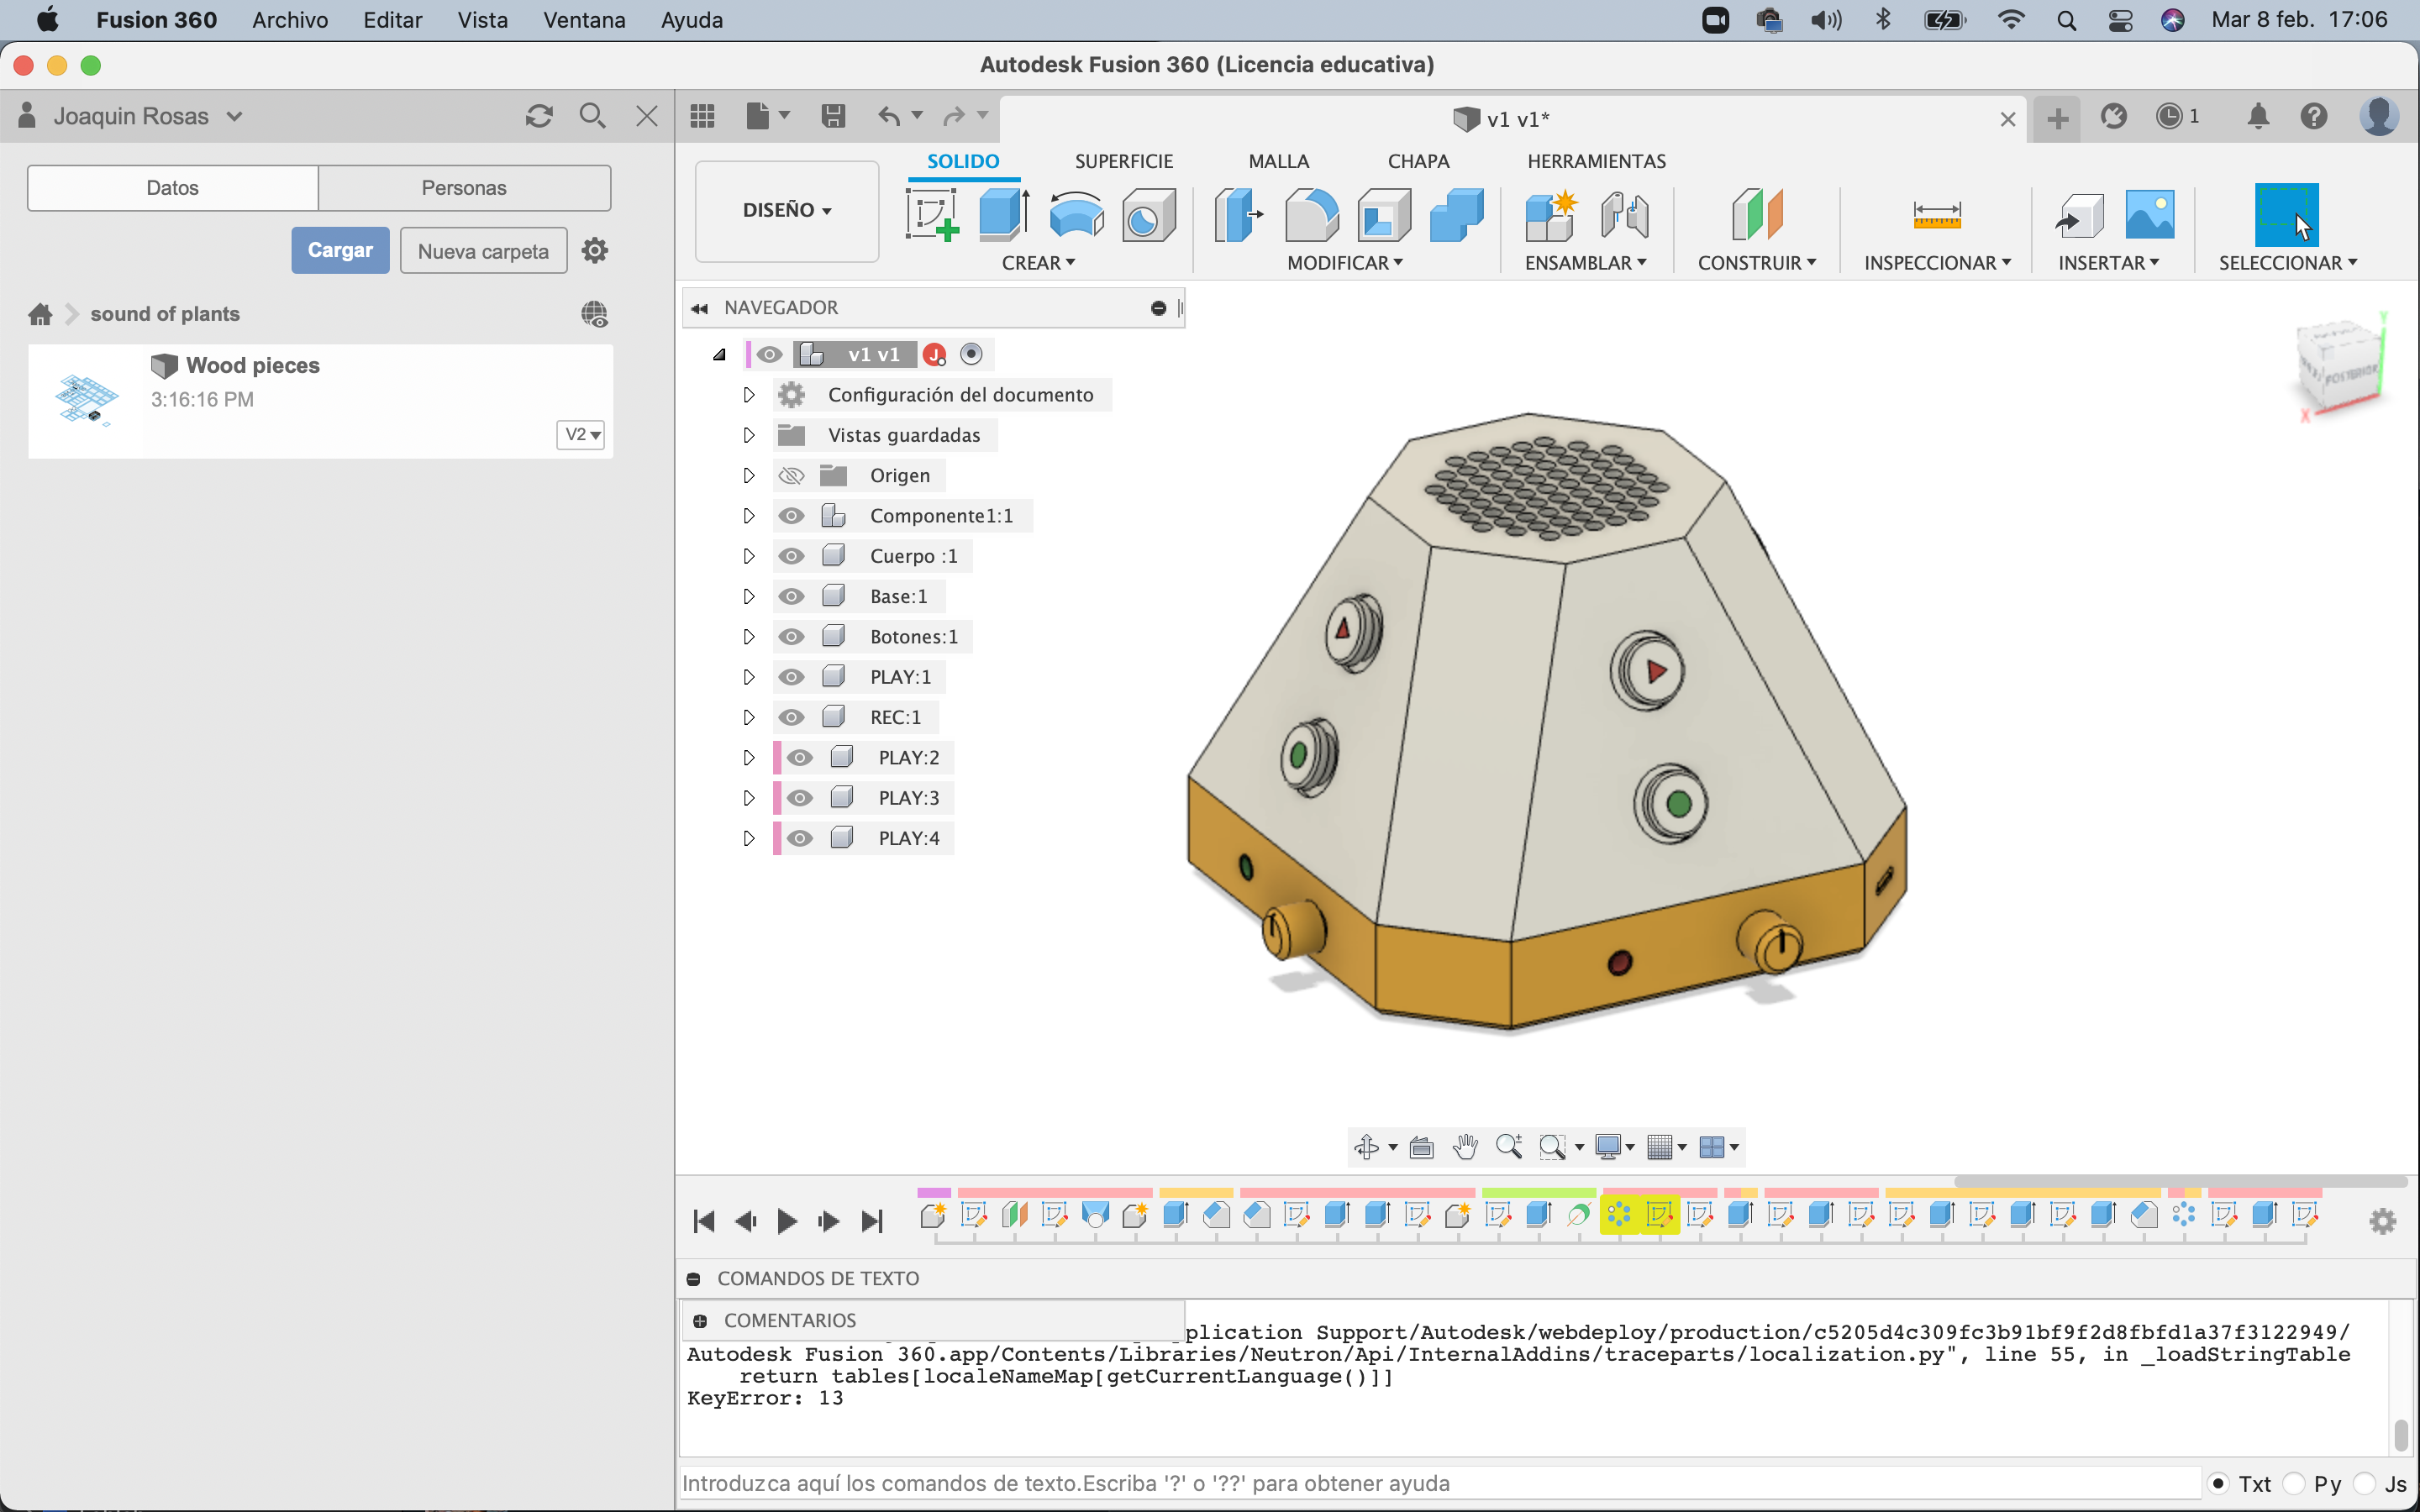 Fusion 360 Archivo Editar Vista Ventana Ayuda Mar 8 feb. 17:06
Autodesk Fusion 360 (Licencia educativa)
Joaquin Rosas
v1 v1*
1
Datos Personas
Cargar Nueva carpeta
sound of plants
Wood pieces
3:16:16 PM
V2
DISEÑO
SOLIDO SUPERFICIE MALLA CHAPA HERRAMIENTAS
CREAR MODIFICAR ENSAMBLAR CONSTRUIR INSPECCIONAR INSERTAR SELECCIONAR
NAVEGADOR
v1 v1 J
Configuración del documento
Vistas guardadas
Origen
Componente1:1
Cuerpo :1
Base:1
Botones:1
PLAY:1
REC:1
PLAY:2
PLAY:3
PLAY:4
Y
POSTERIOR
X
COMANDOS DE TEXTO
COMENTARIOS
plication Support/Autodesk/webdeploy/production/c5205d4c309fc3b91bf9f2d8fbfd1a37f3122949/
Autodesk Fusion 360.app/Contents/Libraries/Neutron/Api/InternalAddins/traceparts/localization.py", line 55, in _loadStringTable
return tables[localeNameMap[getCurrentLanguage()]]
KeyError: 13
Introduzca aquí los comandos de texto.Escriba '?' o '??' para obtener ayuda
Txt Py Js